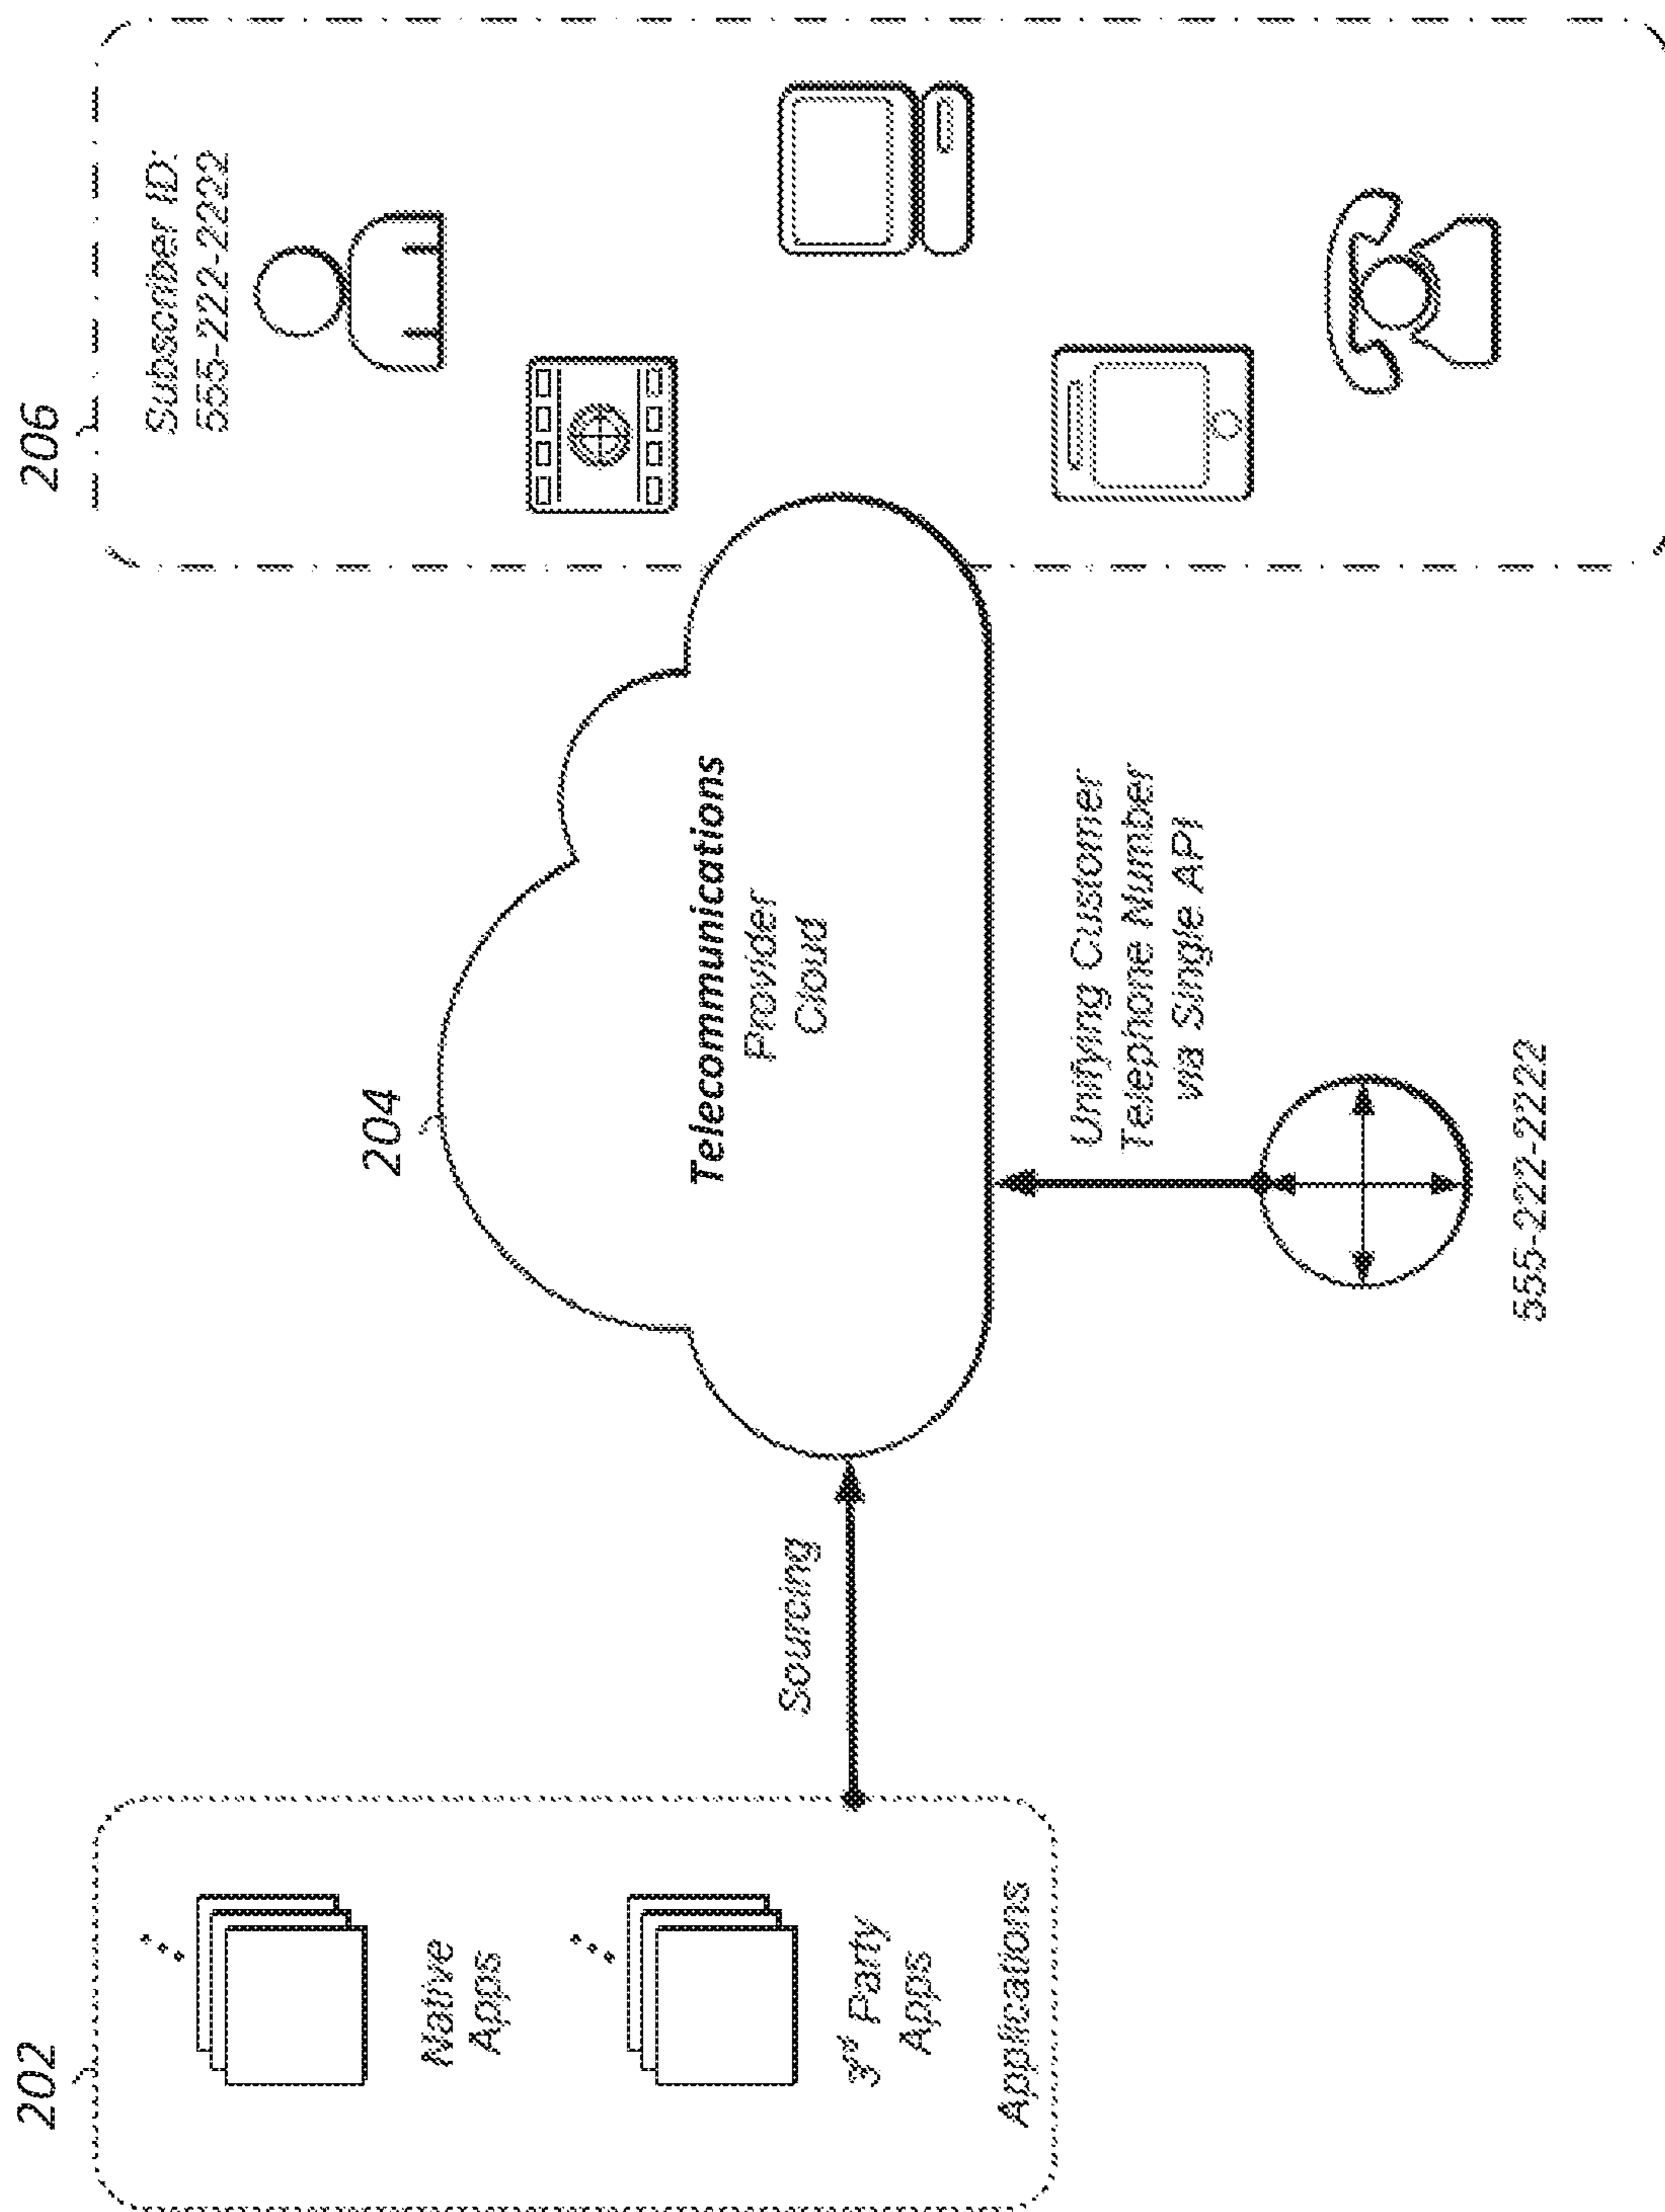 202
Native
Apps
3rd Party
Apps
Applications
Sourcing
204
Telecommunications
Provider
Cloud
Unifying Customer
Telephone Number
via Single API
555-222-2222
206
Subscriber ID:
555-222-2222